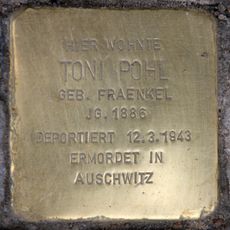 HIER WOHNTE
TONI POHL
GEB. FRAENKEL
JG. 1886
DEPORTIERT 12.3.1943
ERMORDET IN
AUSCHWITZ